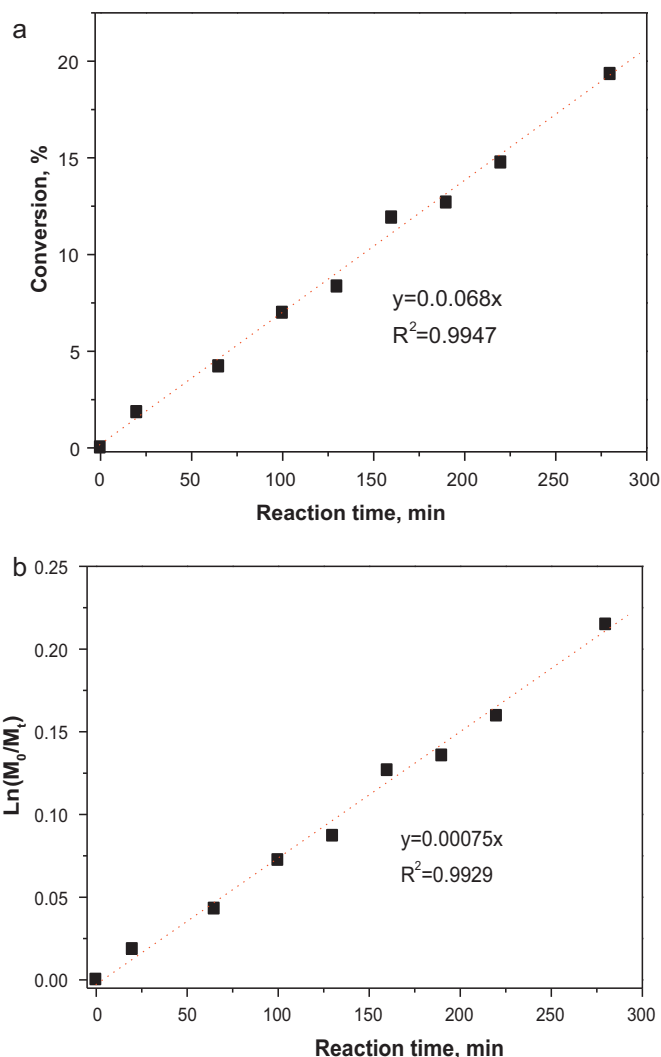 a
20
15
10
5
0
Conversion, %
y=0.0.068x
R²=0.9947
0 50 100 150 200 250 300
Reaction time, min
b
0.25
0.20
0.15
0.10
0.05
0.00
Ln(M₀/Mₜ)
y=0.00075x
R²=0.9929
0 50 100 150 200 250 300
Reaction time, min